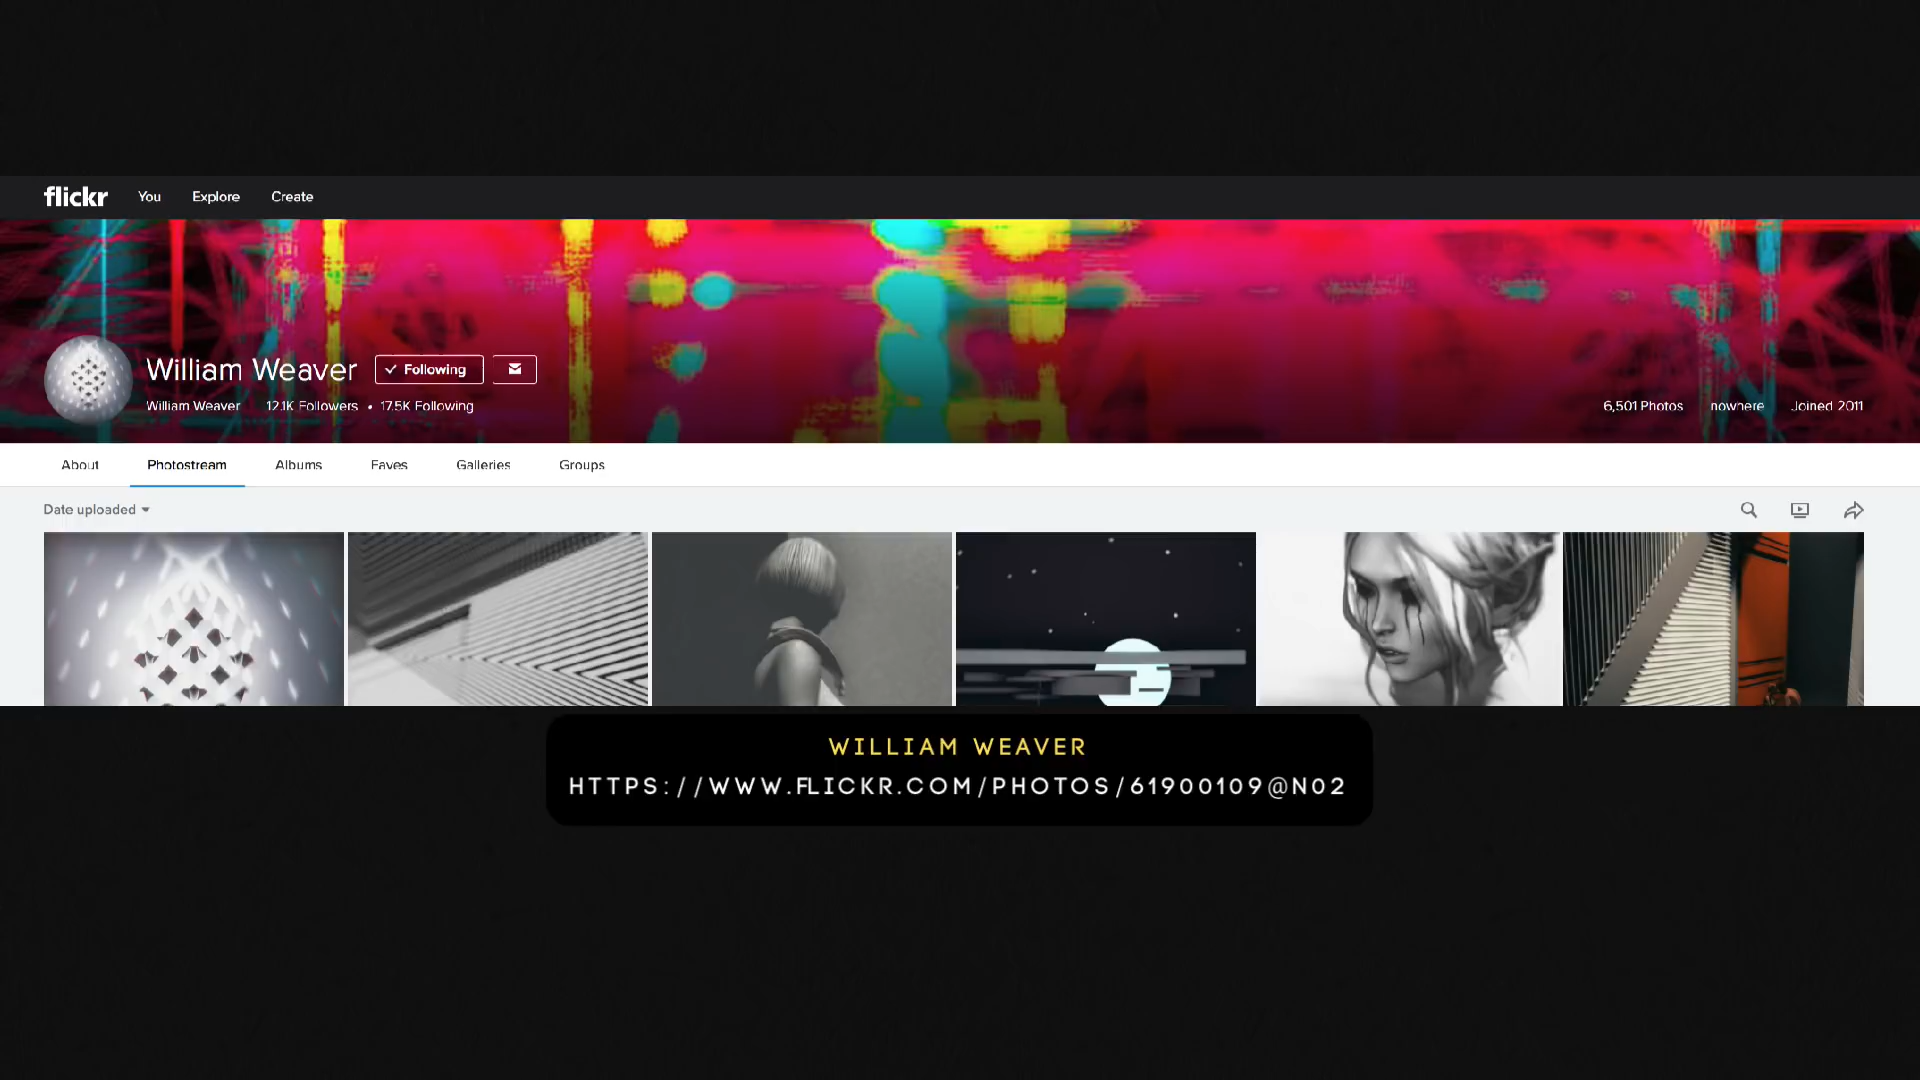 flickr You Explore Create
William Weaver Following
William Weaver 12.1K Followers • 17.5K Following 6,501 Photos nowhere Joined 2011
About Photostream Albums Faves Galleries Groups
Date uploaded
WILLIAM WEAVER
HTTPS://WWW.FLICKR.COM/PHOTOS/61900109@N02